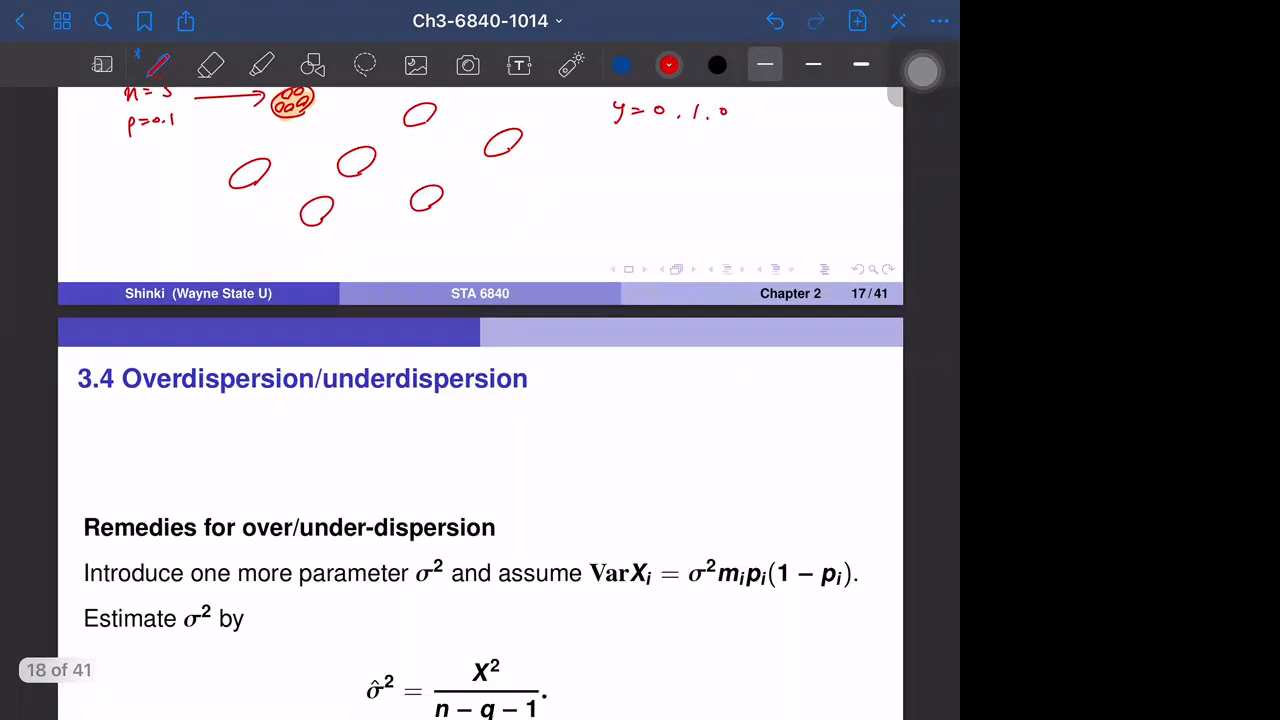 Ch3-6840-1014
n = 5
p=0.1
y = 0 . 1 . 0
Shinki (Wayne State U) STA 6840 Chapter 2 17/41
3.4 Overdispersion/underdispersion
Remedies for over/under-dispersion
Introduce one more parameter σ² and assume VarXᵢ = σ²mᵢpᵢ(1 − pᵢ).
Estimate σ² by
σ̂² = X² / n − q − 1 .
18 of 41